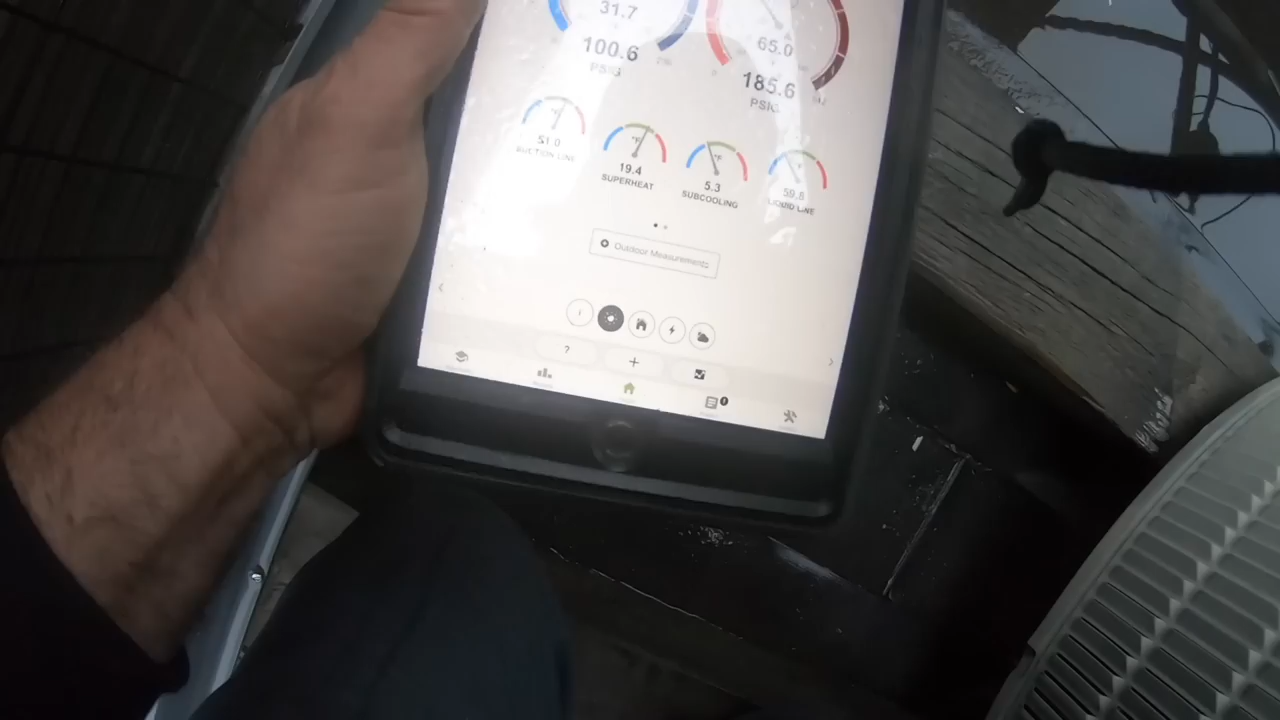 31.7
100.6
PSIG
65.0
185.6
PSIG
51.0
SUCTION LINE
°F
19.4
SUPERHEAT
°F
5.3
SUBCOOLING
59.8
LIQUID LINE
Outdoor Measurements
i
?
+